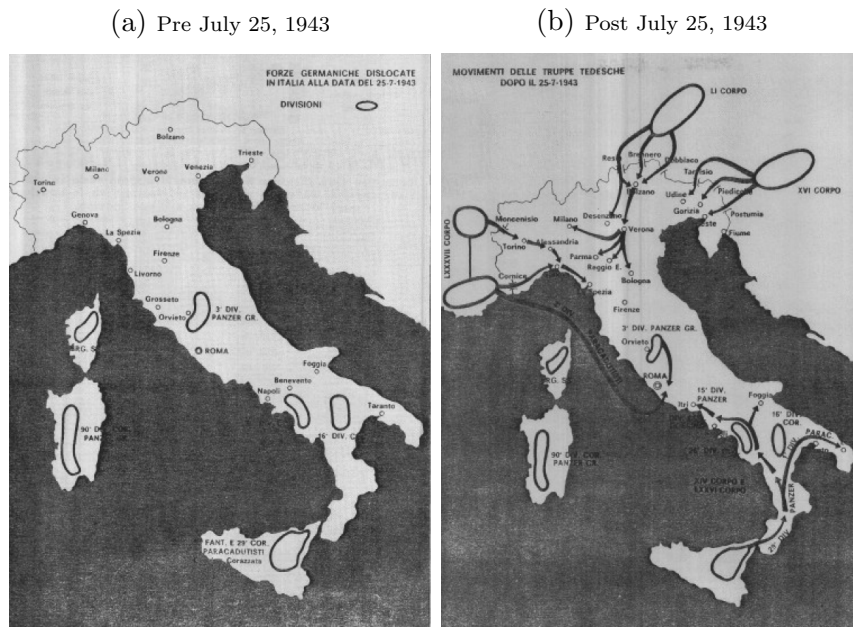 (a) Pre July 25, 1943
(b) Post July 25, 1943
FORZE GERMANICHE DISLOCATE
IN ITALIA ALLA DATA DEL 25-7-1943
DIVISIONI
Bolzano
Trieste
Milano
Verona
Venezia
Torino
Genova
Bologna
La Spezia
Firenze
Livorno
Grosseto
Orvieto
3ª DIV.
PANZER GR.
ROMA
Foggia
Benevento
Napoli
Taranto
16ª DIV. C
90ª DIV. COR.
PANZ
FANT. E 29ª COR.
PARACADUTISTI
Corazzata
MOVIMENTI DELLE TRUPPE TEDESCHE
DOPO IL 25-7-1943
LI CORPO
Brennero
Dobbiaco
Tarvisio
XVI CORPO
Udine
Piedicolle
Gorizia
Postumia
Fiume
Moncenisio
Milano
Desenzano
Verona
LXXXVII CORPO
Torino
Alessandria
Parma
Reggio E.
Bologna
Cornice
Firenze
3ª DIV. PANZER GR.
Orvieto
ROMA
15ª DIV.
PANZER
Itri
Foggia
16ª DIV.
COR.
DIV. PARAC.
90ª DIV. COR.
PANZER GR.
XIV CORPO E
LXXVI CORPO
29ª DIV. PANZER